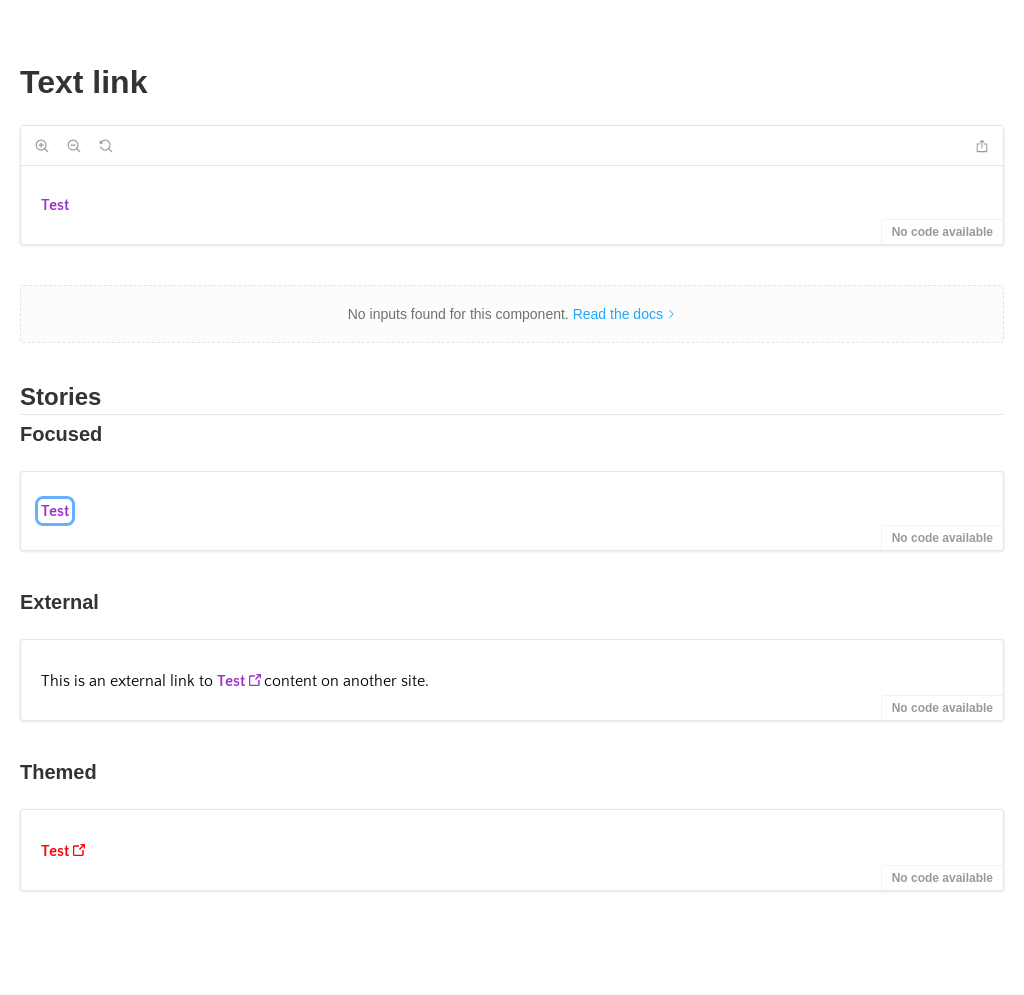 Text link
Test
No code available
No inputs found for this component. Read the docs
Stories
Focused
Test
No code available
External
This is an external link to Test content on another site.
No code available
Themed
Test
No code available